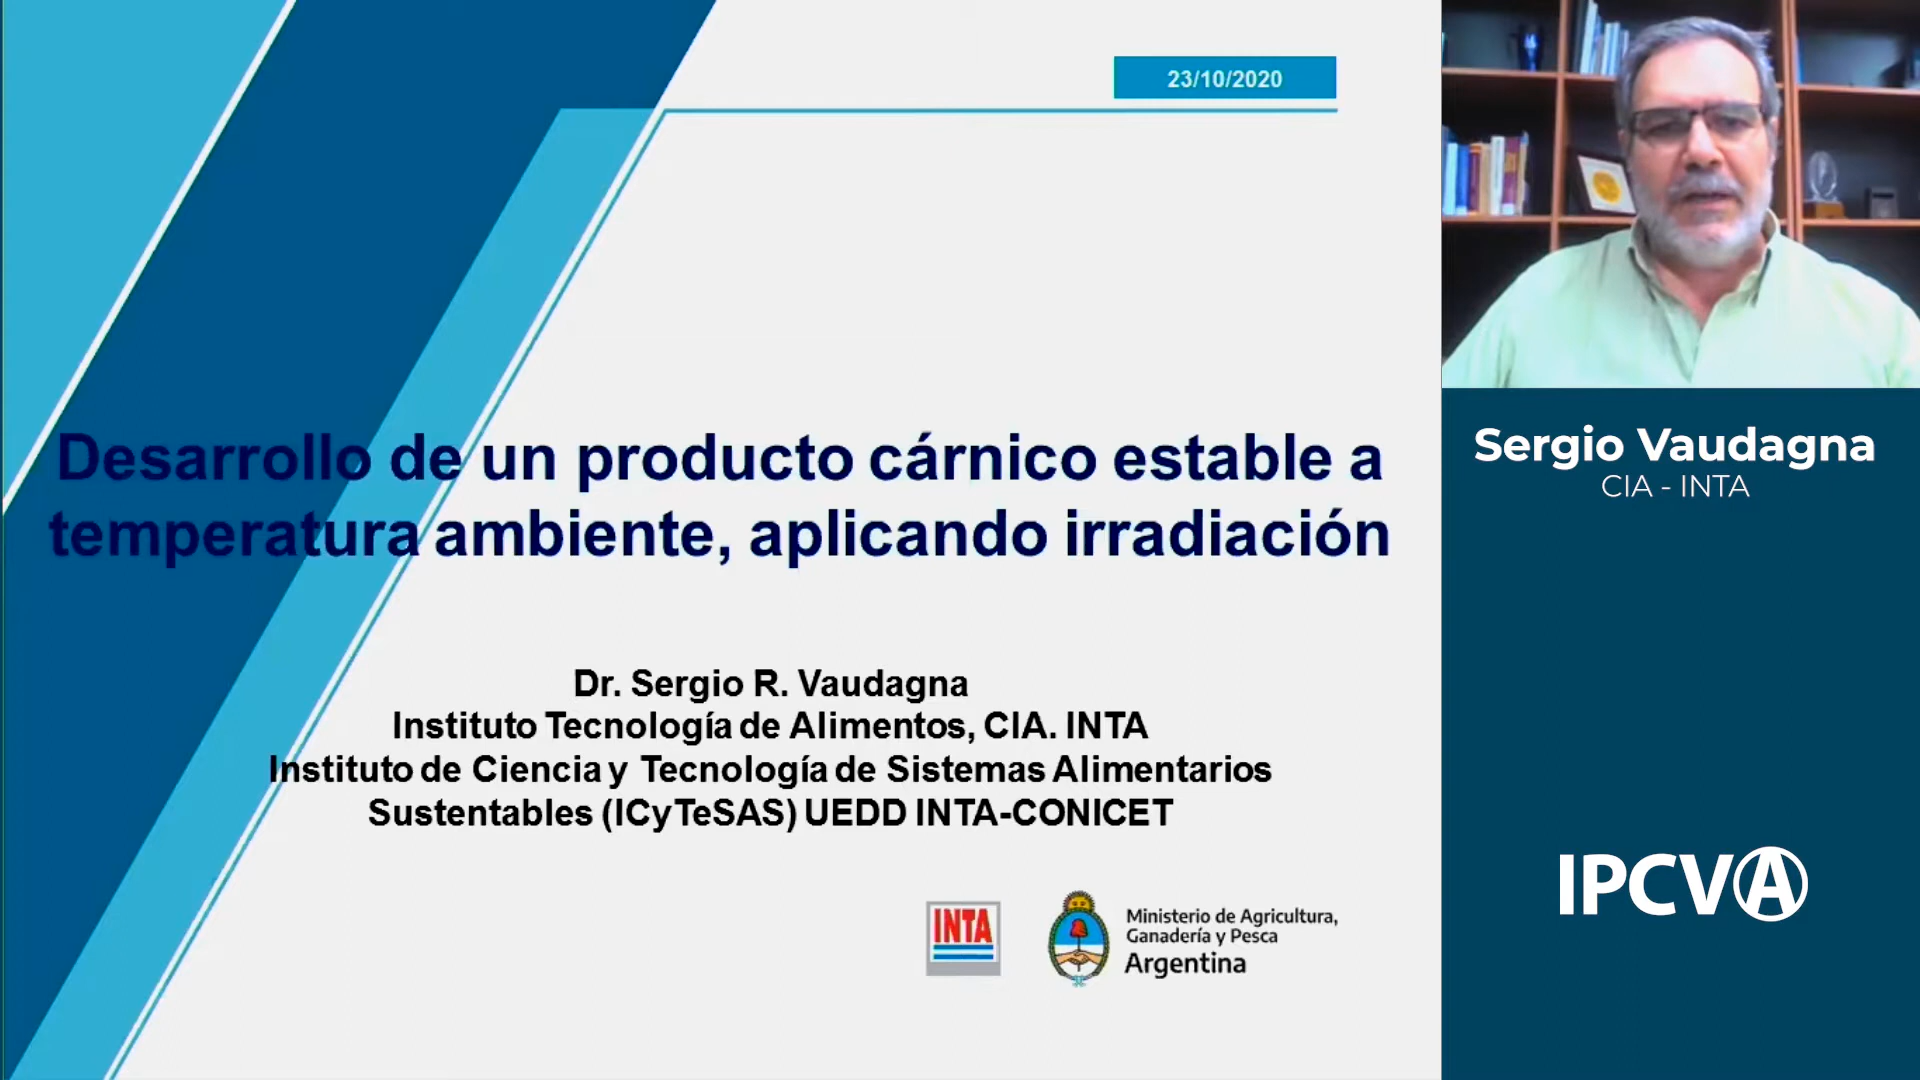 23/10/2020
Desarrollo de un producto cárnico estable a
temperatura ambiente, aplicando irradiación
Dr. Sergio R. Vaudagna
Instituto Tecnología de Alimentos, CIA. INTA
Instituto de Ciencia y Tecnología de Sistemas Alimentarios
Sustentables (ICyTeSAS) UEDD INTA-CONICET
INTA
Ministerio de Agricultura,
Ganadería y Pesca
Argentina
Sergio Vaudagna
CIA - INTA
IPCVA